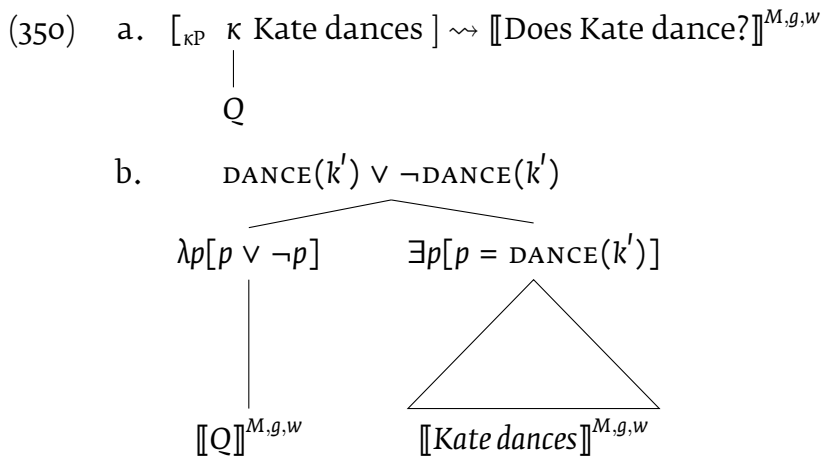 (350) a. [κP κ Kate dances ] ⇝ ⟦Does Kate dance?⟧M,g,w
Q
b. DANCE(k′) ∨ ¬DANCE(k′)
λp[p ∨ ¬p] ∃p[p = DANCE(k′)]
⟦Q⟧M,g,w ⟦Kate dances⟧M,g,w